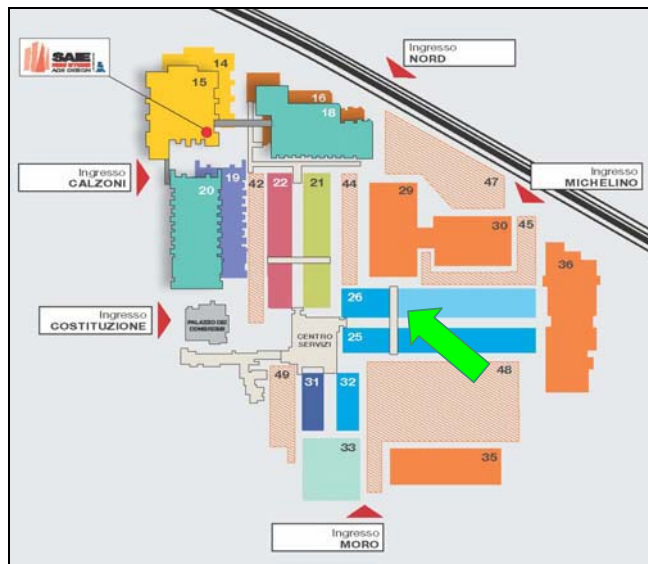 Ingresso
NORD
SAIE
14
15
16
18
Ingresso
CALZONI
Ingresso
MICHELINO
20
19
42
22
21
44
29
47
30
45
36
Ingresso
COSTITUZIONE
PALAZZO DEI
CONGRESSI
26
CENTRO
SERVIZI
25
49
31
32
48
33
35
Ingresso
MORO